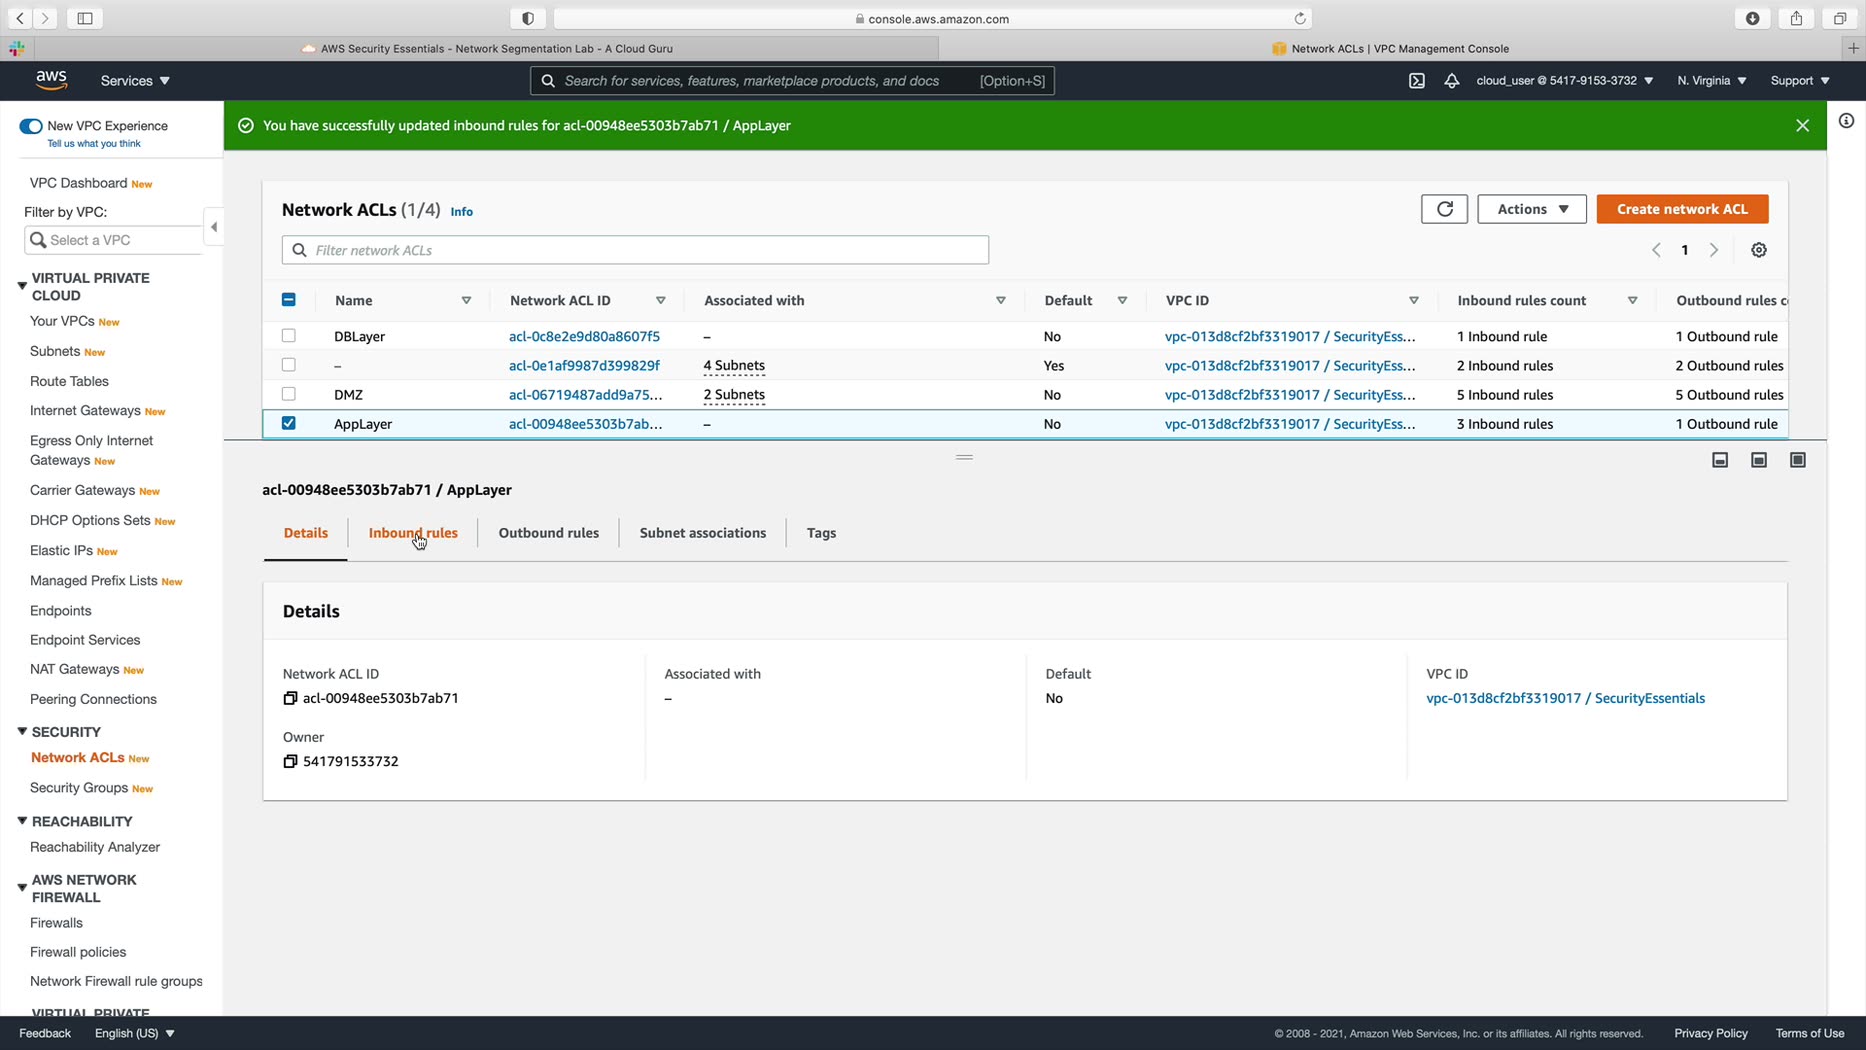 console.aws.amazon.com
AWS Security Essentials - Network Segmentation Lab - A Cloud Guru
Network ACLs | VPC Management Console
aws
Services
Search for services, features, marketplace products, and docs
[Option+S]
cloud_user @ 5417-9153-3732
N. Virginia
Support
New VPC Experience
Tell us what you think
You have successfully updated inbound rules for acl-00948ee5303b7ab71 / AppLayer
VPC Dashboard New
Filter by VPC:
Select a VPC
VIRTUAL PRIVATE
CLOUD
Your VPCs New
Subnets New
Route Tables
Internet Gateways New
Egress Only Internet
Gateways New
Carrier Gateways New
DHCP Options Sets New
Elastic IPs New
Managed Prefix Lists New
Endpoints
Endpoint Services
NAT Gateways New
Peering Connections
SECURITY
Network ACLs New
Security Groups New
REACHABILITY
Reachability Analyzer
AWS NETWORK
FIREWALL
Firewalls
Firewall policies
Network Firewall rule groups
VIRTUAL PRIVATE
Network ACLs (1/4) Info
Actions
Create network ACL
Filter network ACLs
1
Name Network ACL ID Associated with Default VPC ID Inbound rules count Outbound rules c
DBLayer acl-0c8e2e9d80a8607f5 – No vpc-013d8cf2bf3319017 / SecurityEss... 1 Inbound rule 1 Outbound rule
– acl-0e1af9987d399829f 4 Subnets Yes vpc-013d8cf2bf3319017 / SecurityEss... 2 Inbound rules 2 Outbound rules
DMZ acl-06719487add9a75... 2 Subnets No vpc-013d8cf2bf3319017 / SecurityEss... 5 Inbound rules 5 Outbound rules
AppLayer acl-00948ee5303b7ab... – No vpc-013d8cf2bf3319017 / SecurityEss... 3 Inbound rules 1 Outbound rule
acl-00948ee5303b7ab71 / AppLayer
Details Inbound rules Outbound rules Subnet associations Tags
Details
Network ACL ID
acl-00948ee5303b7ab71
Associated with
–
Default
No
VPC ID
vpc-013d8cf2bf3319017 / SecurityEssentials
Owner
541791533732
Feedback
English (US)
© 2008 - 2021, Amazon Web Services, Inc. or its affiliates. All rights reserved.
Privacy Policy
Terms of Use